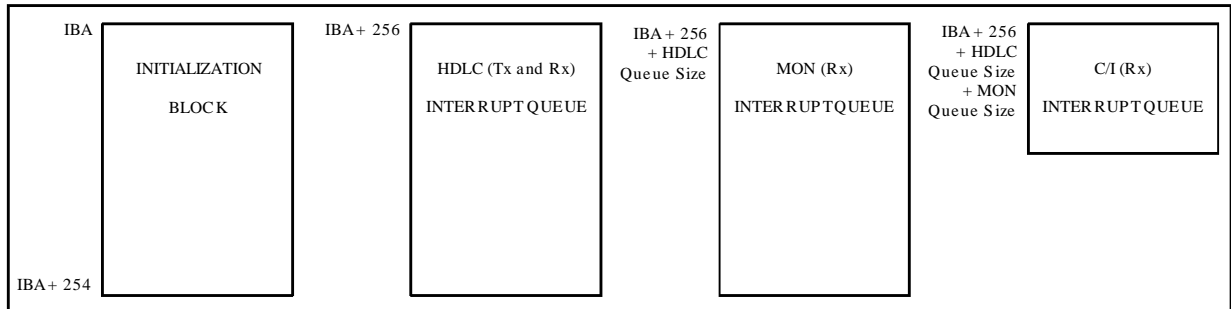 IBA
INITIALIZATION
BLOCK
IBA + 254
IBA + 256
HDLC (Tx and Rx)
INTERRUPT QUEUE
IBA + 256
+ HDLC
Queue Size
MON (Rx)
INTERRUPT QUEUE
IBA + 256
+ HDLC
Queue Size
+ MON
Queue Size
C/I (Rx)
INTERRUPT QUEUE